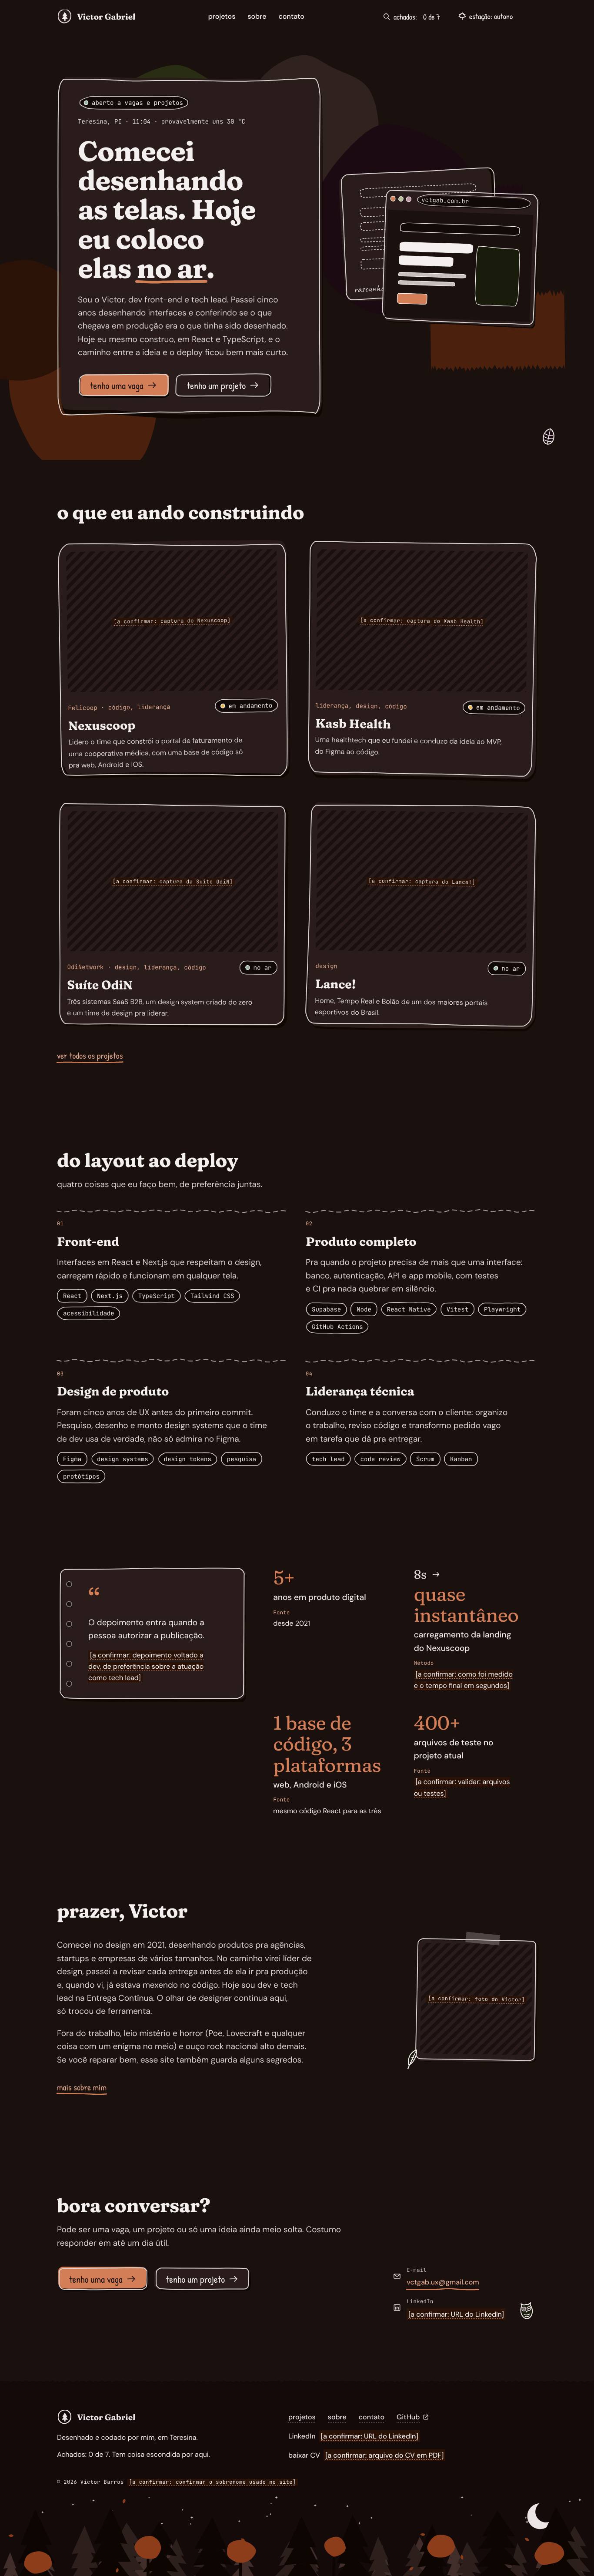 Victor Gabriel
projetos sobre contato
achados: 0 de 7
estação: outono
aberto a vagas e projetos
Teresina, PI · 11:04 · provavelmente uns 30 °C
Comecei
desenhando
as telas. Hoje
eu coloco
elas no ar.
Sou o Victor, dev front-end e tech lead. Passei cinco
anos desenhando interfaces e conferindo se o que
chegava em produção era o que tinha sido desenhado.
Hoje eu mesmo construo, em React e TypeScript, e o
caminho entre a ideia e o deploy ficou bem mais curto.
tenho uma vaga →
tenho um projeto →
vctgab.com.br
o que eu ando construindo
[a confirmar: captura do Nexuscoop]
Felicoop · código, liderança
em andamento
Nexuscoop
Lidero o time que constrói o portal de faturamento de
uma cooperativa médica, com uma base de código só
pra web, Android e iOS.
[a confirmar: captura do Kasb Health]
liderança, design, código
em andamento
Kasb Health
Uma healthtech que eu fundei e conduzo da ideia ao MVP,
do Figma ao código.
[a confirmar: captura da Suíte OdiN]
OdiNetwork · design, liderança, código
no ar
Suíte OdiN
Três sistemas SaaS B2B, um design system criado do zero
e um time de design pra liderar.
[a confirmar: captura do Lance!]
design
no ar
Lance!
Home, Tempo Real e Bolão de um dos maiores portais
esportivos do Brasil.
ver todos os projetos
do layout ao deploy
quatro coisas que eu faço bem, de preferência juntas.
01
Front-end
Interfaces em React e Next.js que respeitam o design,
carregam rápido e funcionam em qualquer tela.
React Next.js TypeScript Tailwind CSS
acessibilidade
02
Produto completo
Pra quando o projeto precisa de mais que uma interface:
banco, autenticação, API e app mobile, com testes
e CI pra nada quebrar em silêncio.
Supabase Node React Native Vitest Playwright
GitHub Actions
03
Design de produto
Foram cinco anos de UX antes do primeiro commit.
Pesquiso, desenho e monto design systems que o time
de dev usa de verdade, não só admira no Figma.
Figma design systems design tokens pesquisa
protótipos
04
Liderança técnica
Conduzo o time e a conversa com o cliente: organizo
o trabalho, reviso código e transformo pedido vago
em tarefa que dá pra entregar.
tech lead code review Scrum Kanban
“
O depoimento entra quando a
pessoa autorizar a publicação.
[a confirmar: depoimento voltado a
dev, de preferência sobre a atuação
como tech lead]
5+
anos em produto digital
Fonte
desde 2021
8s →
quase
instantâneo
carregamento da landing
do Nexuscoop
Método
[a confirmar: como foi medido
e o tempo final em segundos]
1 base de
código, 3
plataformas
web, Android e iOS
Fonte
mesmo código React para as três
400+
arquivos de teste no
projeto atual
Fonte
[a confirmar: validar: arquivos
ou testes]
prazer, Victor
Comecei no design em 2021, desenhando produtos pra agências,
startups e empresas de vários tamanhos. No caminho virei líder de
design, passei a revisar cada entrega antes de ela ir pra produção
e, quando vi, já estava mexendo no código. Hoje sou dev e tech
lead na Entrega Contínua. O olhar de designer continua aqui,
só trocou de ferramenta.
Fora do trabalho, leio mistério e horror (Poe, Lovecraft e qualquer
coisa com um enigma no meio) e ouço rock nacional alto demais.
Se você reparar bem, esse site também guarda alguns segredos.
[a confirmar: foto do Victor]
mais sobre mim
bora conversar?
Pode ser uma vaga, um projeto ou só uma ideia ainda meio solta. Costumo
responder em até um dia útil.
tenho uma vaga →
tenho um projeto →
E-mail
vctgab.ux@gmail.com
LinkedIn
[a confirmar: URL do LinkedIn]
Victor Gabriel
Desenhado e codado por mim, em Teresina.
Achados: 0 de 7. Tem coisa escondida por aqui.
projetos sobre contato GitHub
LinkedIn [a confirmar: URL do LinkedIn]
baixar CV [a confirmar: arquivo do CV em PDF]
© 2026 Victor Barros [a confirmar: confirmar o sobrenome usado no site]